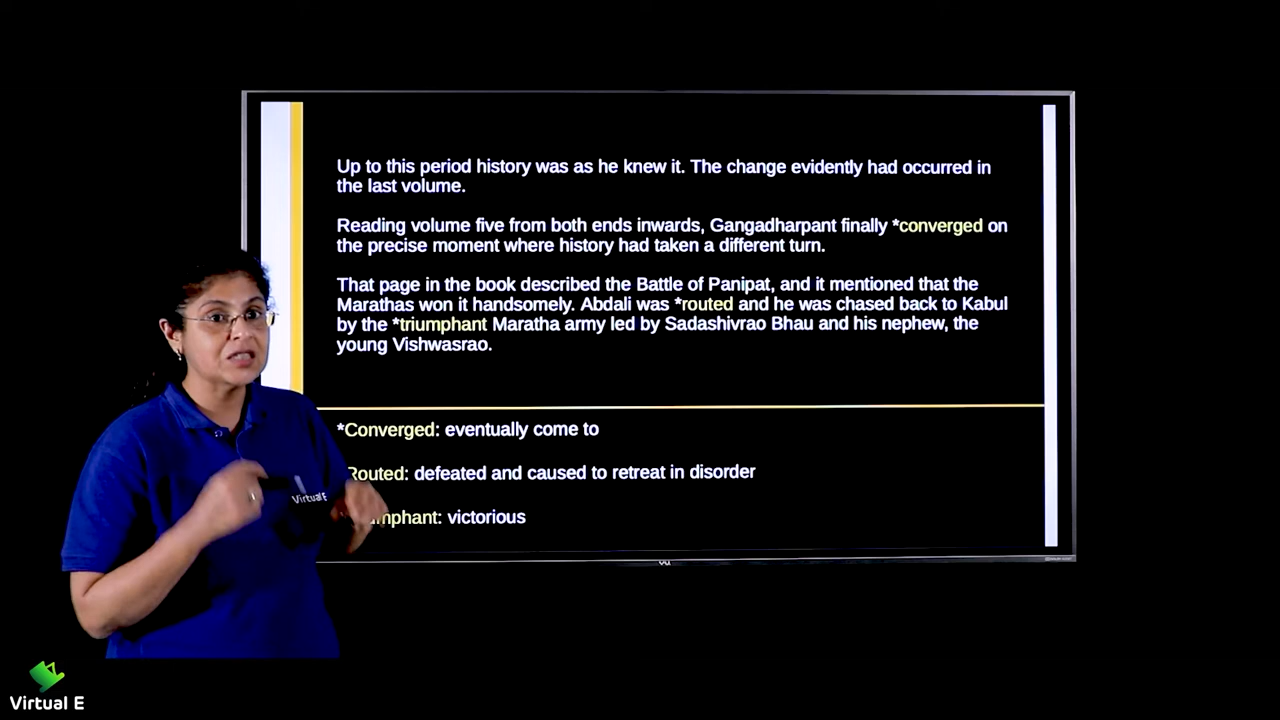 Up to this period history was as he knew it. The change evidently had occurred in
the last volume.
Reading volume five from both ends inwards, Gangadharpant finally *converged on
the precise moment where history had taken a different turn.
That page in the book described the Battle of Panipat, and it mentioned that the
Marathas won it handsomely. Abdali was *routed and he was chased back to Kabul
by the *triumphant Maratha army led by Sadashivrao Bhau and his nephew, the
young Vishwasrao.
*Converged: eventually come to
Routed: defeated and caused to retreat in disorder
umphant: victorious
Virtual E
vu
Virtual E